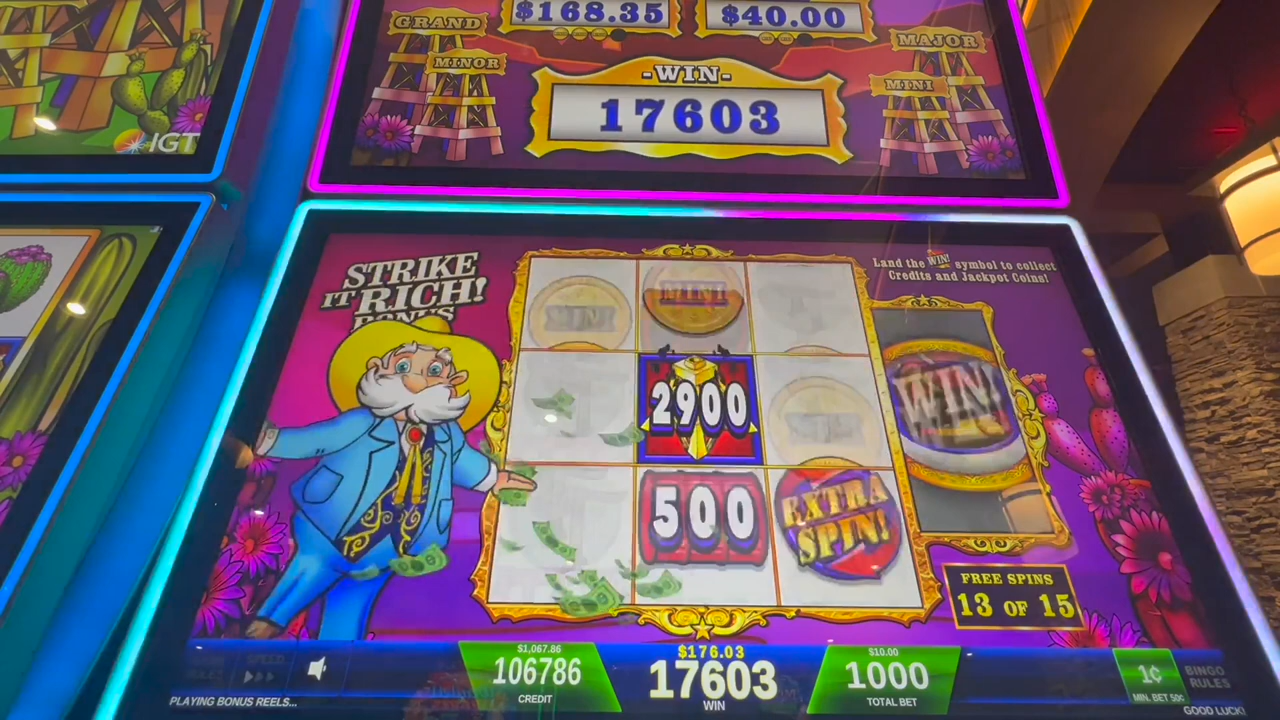 $168.35
$40.00
GRAND
MINOR
MAJOR
MINI
-WIN-
17603
IGT
STRIKE
IT RICH!
BONUS
Land the WIN! symbol to collect
Credits and Jackpot Coins!
MINI
2900
WIN!
500
EXTRA
SPIN!
FREE SPINS
13 OF 15
$1,067.86
106786
CREDIT
$176.03
17603
WIN
$10.00
1000
TOTAL BET
1¢
MIN. BET 50¢
BINGO
RULES
PLAYING BONUS REELS...
GOOD LUCK!